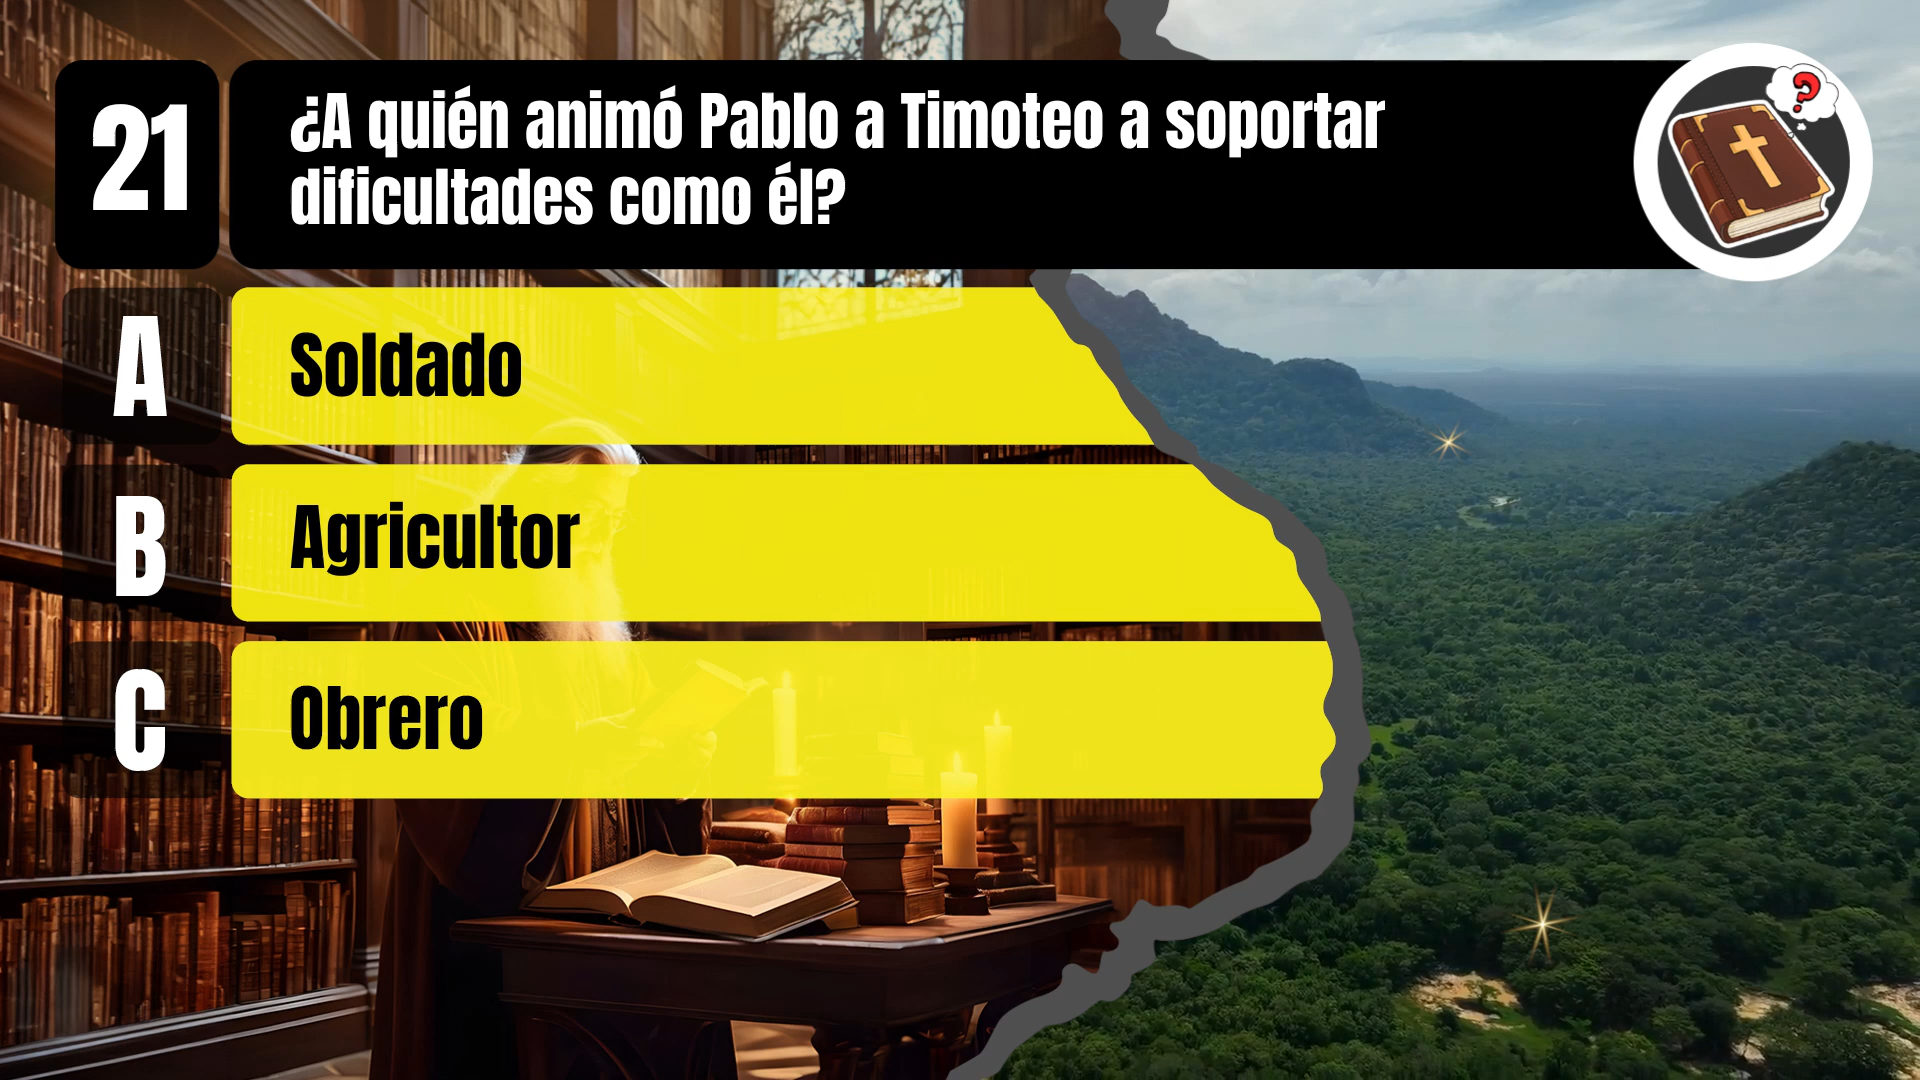 21
¿A quién animó Pablo a Timoteo a soportar
dificultades como él?
A
Soldado
B
Agricultor
C
Obrero
?